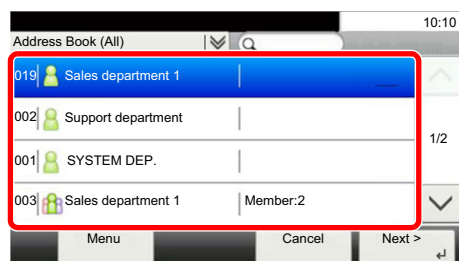 10:10
Address Book (All)
019 Sales department 1
002 Support department
1/2
001 SYSTEM DEP.
003 Sales department 1 Member:2
Menu Cancel Next >